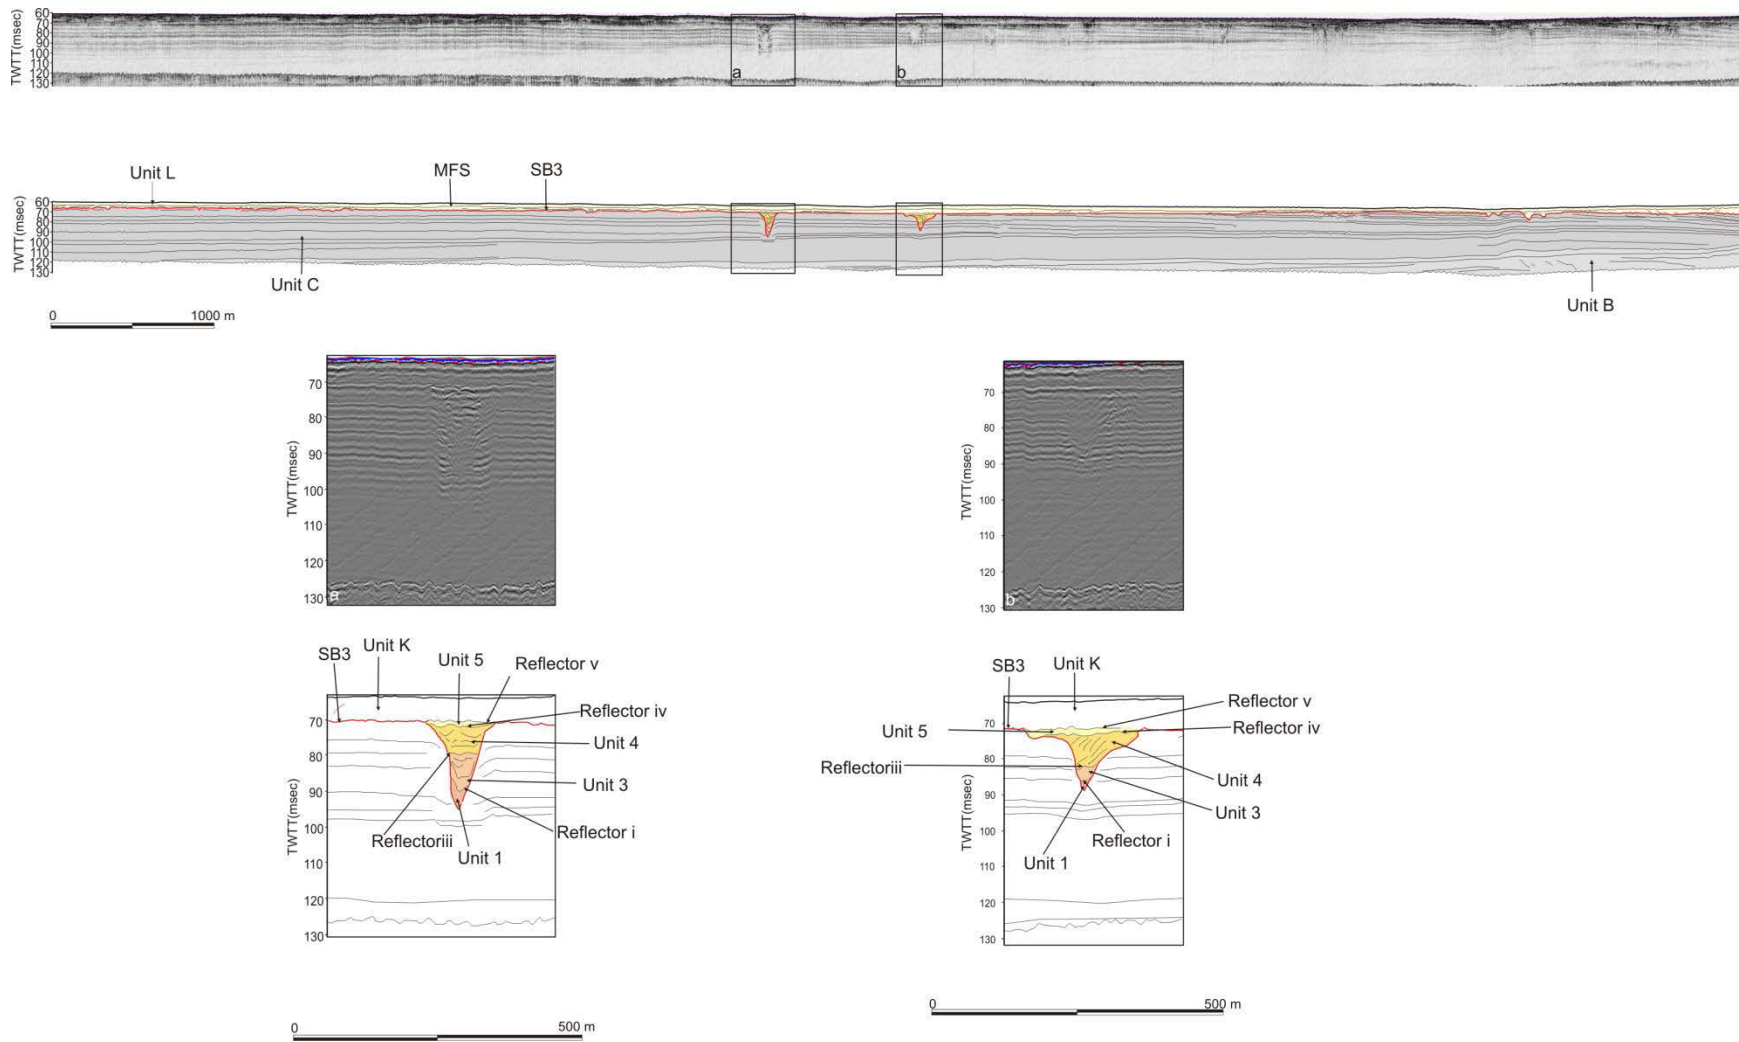 TWTT(msec)
60
70
80
90
100
110
120
130
a
b
Unit L
MFS
SB3
TWTT(msec)
60
70
80
90
100
110
120
130
Unit C
Unit B
0 1000 m
TWTT(msec)
70
80
90
100
110
120
130
a
TWTT(msec)
70
80
90
100
110
120
130
b
SB3
Unit K
Unit 5
Reflector v
Reflector iv
Unit 4
Unit 3
Reflector i
Reflectoriii
Unit 1
TWTT(msec)
70
80
90
100
110
120
130
0 500 m
SB3
Unit K
Reflector v
Reflector iv
Unit 5
Reflectoriii
Unit 4
Unit 3
Reflector i
Unit 1
TWTT(msec)
70
80
90
100
110
120
130
0 500 m